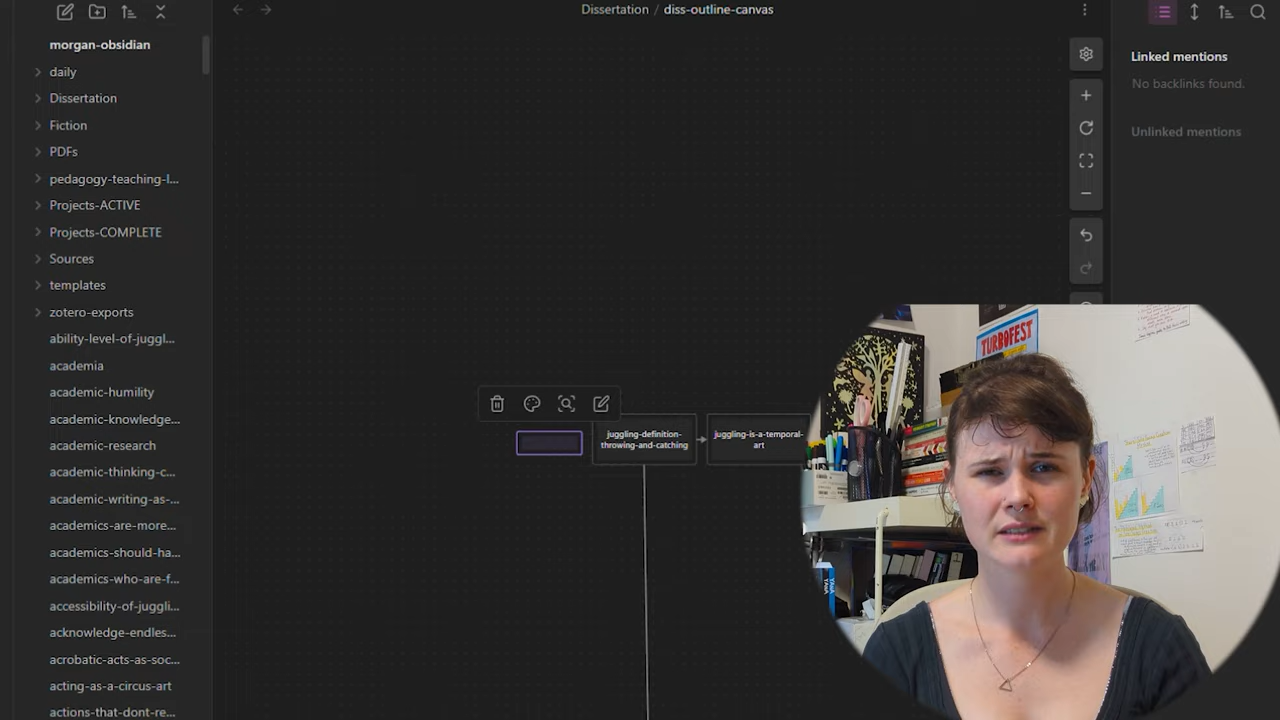 Dissertation / diss-outline-canvas
morgan-obsidian
daily
Dissertation
Fiction
PDFs
pedagogy-teaching-l...
Projects-ACTIVE
Projects-COMPLETE
Sources
templates
zotero-exports
ability-level-of-juggl...
academia
academic-humility
academic-knowledge...
academic-research
academic-thinking-c...
academic-writing-as-...
academics-are-more...
academics-should-ha...
academics-who-are-f...
accessibility-of-juggli...
acknowledge-endles...
acrobatic-acts-as-soc...
acting-as-a-circus-art
actions-that-dont-re...
juggling-definition-
throwing-and-catching
juggling-is-a-temporal-
art
Linked mentions
No backlinks found.
Unlinked mentions
TURBOFEST